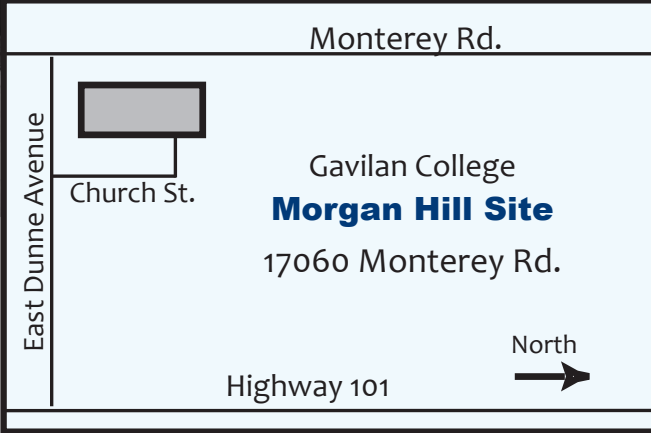 Monterey Rd.
East Dunne Avenue
Church St.
Gavilan College
Morgan Hill Site
17060 Monterey Rd.
North
Highway 101